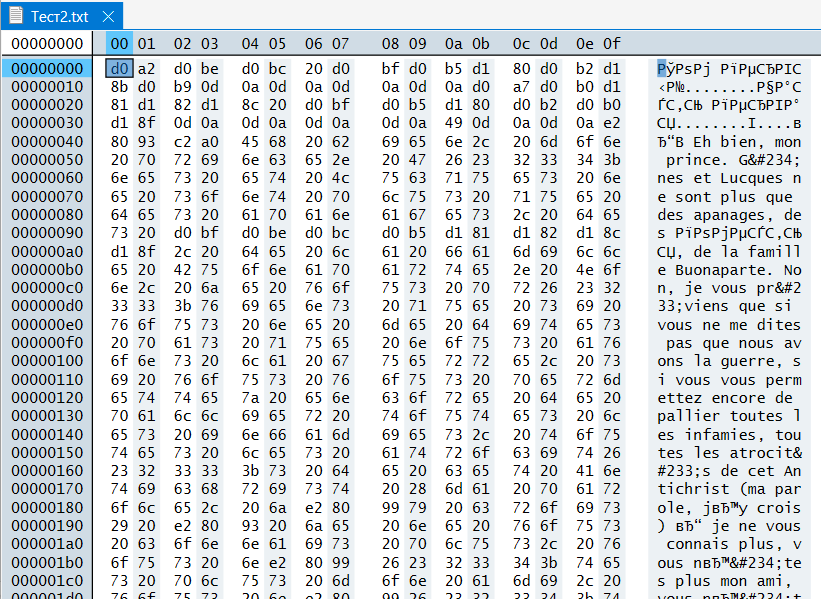 Тест2.txt
00000000 00 01 02 03 04 05 06 07 08 09 0a 0b 0c 0d 0e 0f
00000000 d0 a2 d0 be d0 bc 20 d0 bf d0 b5 d1 80 d0 b2 d1 РўРѕРј РїРµСЂРІС
00000010 8b d0 b9 0d 0a 0d 0a 0d 0a 0d 0a d0 a7 d0 b0 d1 ‹Р№........Р§Р°С
00000020 81 d1 82 d1 8c 20 d0 bf d0 b5 d1 80 d0 b2 d0 b0 ЃС‚СЊ РїРµСЂРІР°
00000030 d1 8f 0d 0a 0d 0a 0d 0a 0d 0a 49 0d 0a 0d 0a e2 СЏ........I....в
00000040 80 93 c2 a0 45 68 20 62 69 65 6e 2c 20 6d 6f 6e Ђ“В Eh bien, mon
00000050 20 70 72 69 6e 63 65 2e 20 47 26 23 32 33 34 3b prince. G&#234;
00000060 6e 65 73 20 65 74 20 4c 75 63 71 75 65 73 20 6e nes et Lucques n
00000070 65 20 73 6f 6e 74 20 70 6c 75 73 20 71 75 65 20 e sont plus que
00000080 64 65 73 20 61 70 61 6e 61 67 65 73 2c 20 64 65 des apanages, de
00000090 73 20 d0 bf d0 be d0 bc d0 b5 d1 81 d1 82 d1 8c s РїРѕРјРµСЃС‚СЊ
000000a0 d1 8f 2c 20 64 65 20 6c 61 20 66 61 6d 69 6c 6c СЏ, de la famill
000000b0 65 20 42 75 6f 6e 61 70 61 72 74 65 2e 20 4e 6f e Buonaparte. No
000000c0 6e 2c 20 6a 65 20 76 6f 75 73 20 70 72 26 23 32 n, je vous pr&#2
000000d0 33 33 3b 76 69 65 6e 73 20 71 75 65 20 73 69 20 33;viens que si
000000e0 76 6f 75 73 20 6e 65 20 6d 65 20 64 69 74 65 73 vous ne me dites
000000f0 20 70 61 73 20 71 75 65 20 6e 6f 75 73 20 61 76 pas que nous av
00000100 6f 6e 73 20 6c 61 20 67 75 65 72 72 65 2c 20 73 ons la guerre, s
00000110 69 20 76 6f 75 73 20 76 6f 75 73 20 70 65 72 6d i vous vous perm
00000120 65 74 74 65 7a 20 65 6e 63 6f 72 65 20 64 65 20 ettez encore de
00000130 70 61 6c 6c 69 65 72 20 74 6f 75 74 65 73 20 6c pallier toutes l
00000140 65 73 20 69 6e 66 61 6d 69 65 73 2c 20 74 6f 75 es infamies, tou
00000150 74 65 73 20 6c 65 73 20 61 74 72 6f 63 69 74 26 tes les atrocit&
00000160 23 32 33 33 3b 73 20 64 65 20 63 65 74 20 41 6e #233;s de cet An
00000170 74 69 63 68 72 69 73 74 20 28 6d 61 20 70 61 72 tichrist (ma par
00000180 6f 6c 65 2c 20 6a e2 80 99 79 20 63 72 6f 69 73 ole, jвЂ™y crois
00000190 29 20 e2 80 93 20 6a 65 20 6e 65 20 76 6f 75 73 ) вЂ“ je ne vous
000001a0 20 63 6f 6e 6e 61 69 73 20 70 6c 75 73 2c 20 76 connais plus, v
000001b0 6f 75 73 20 6e e2 80 99 26 23 32 33 34 3b 74 65 ous nвЂ™&#234;te
000001c0 73 20 70 6c 75 73 20 6d 6f 6e 20 61 6d 69 2c 20 s plus mon ami,
000001d0 76 6f 75 73 20 6e e2 80 99 26 23 32 33 34 3b 74 vous nвЂ™&#234;t